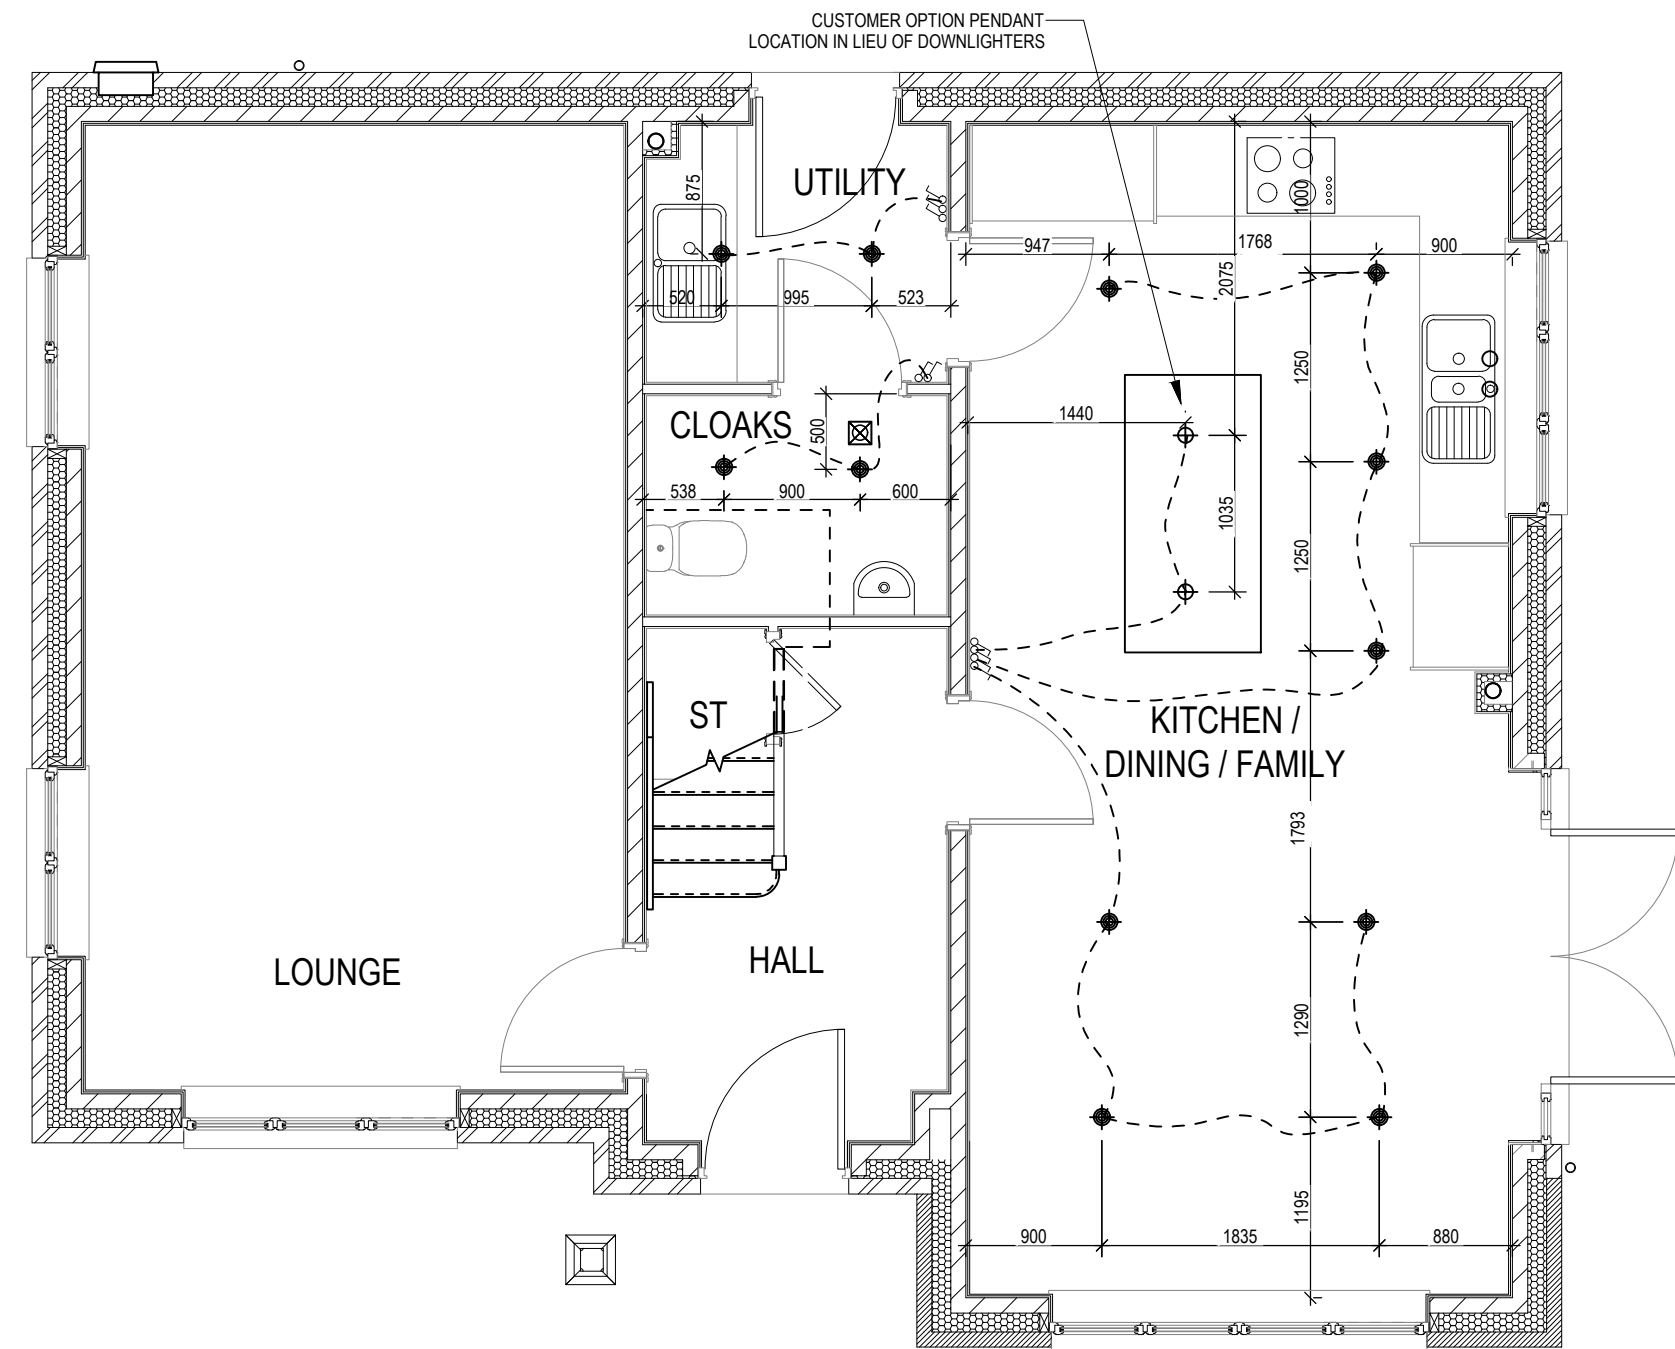 CUSTOMER OPTION PENDANT
LOCATION IN LIEU OF DOWNLIGHTERS
UTILITY
875
1000
947
1768
900
2075
520
995
523
1250
1440
CLOAKS
500
538
900
600
1035
1250
ST
KITCHEN /
DINING / FAMILY
1793
LOUNGE
HALL
1290
1195
900
1835
880